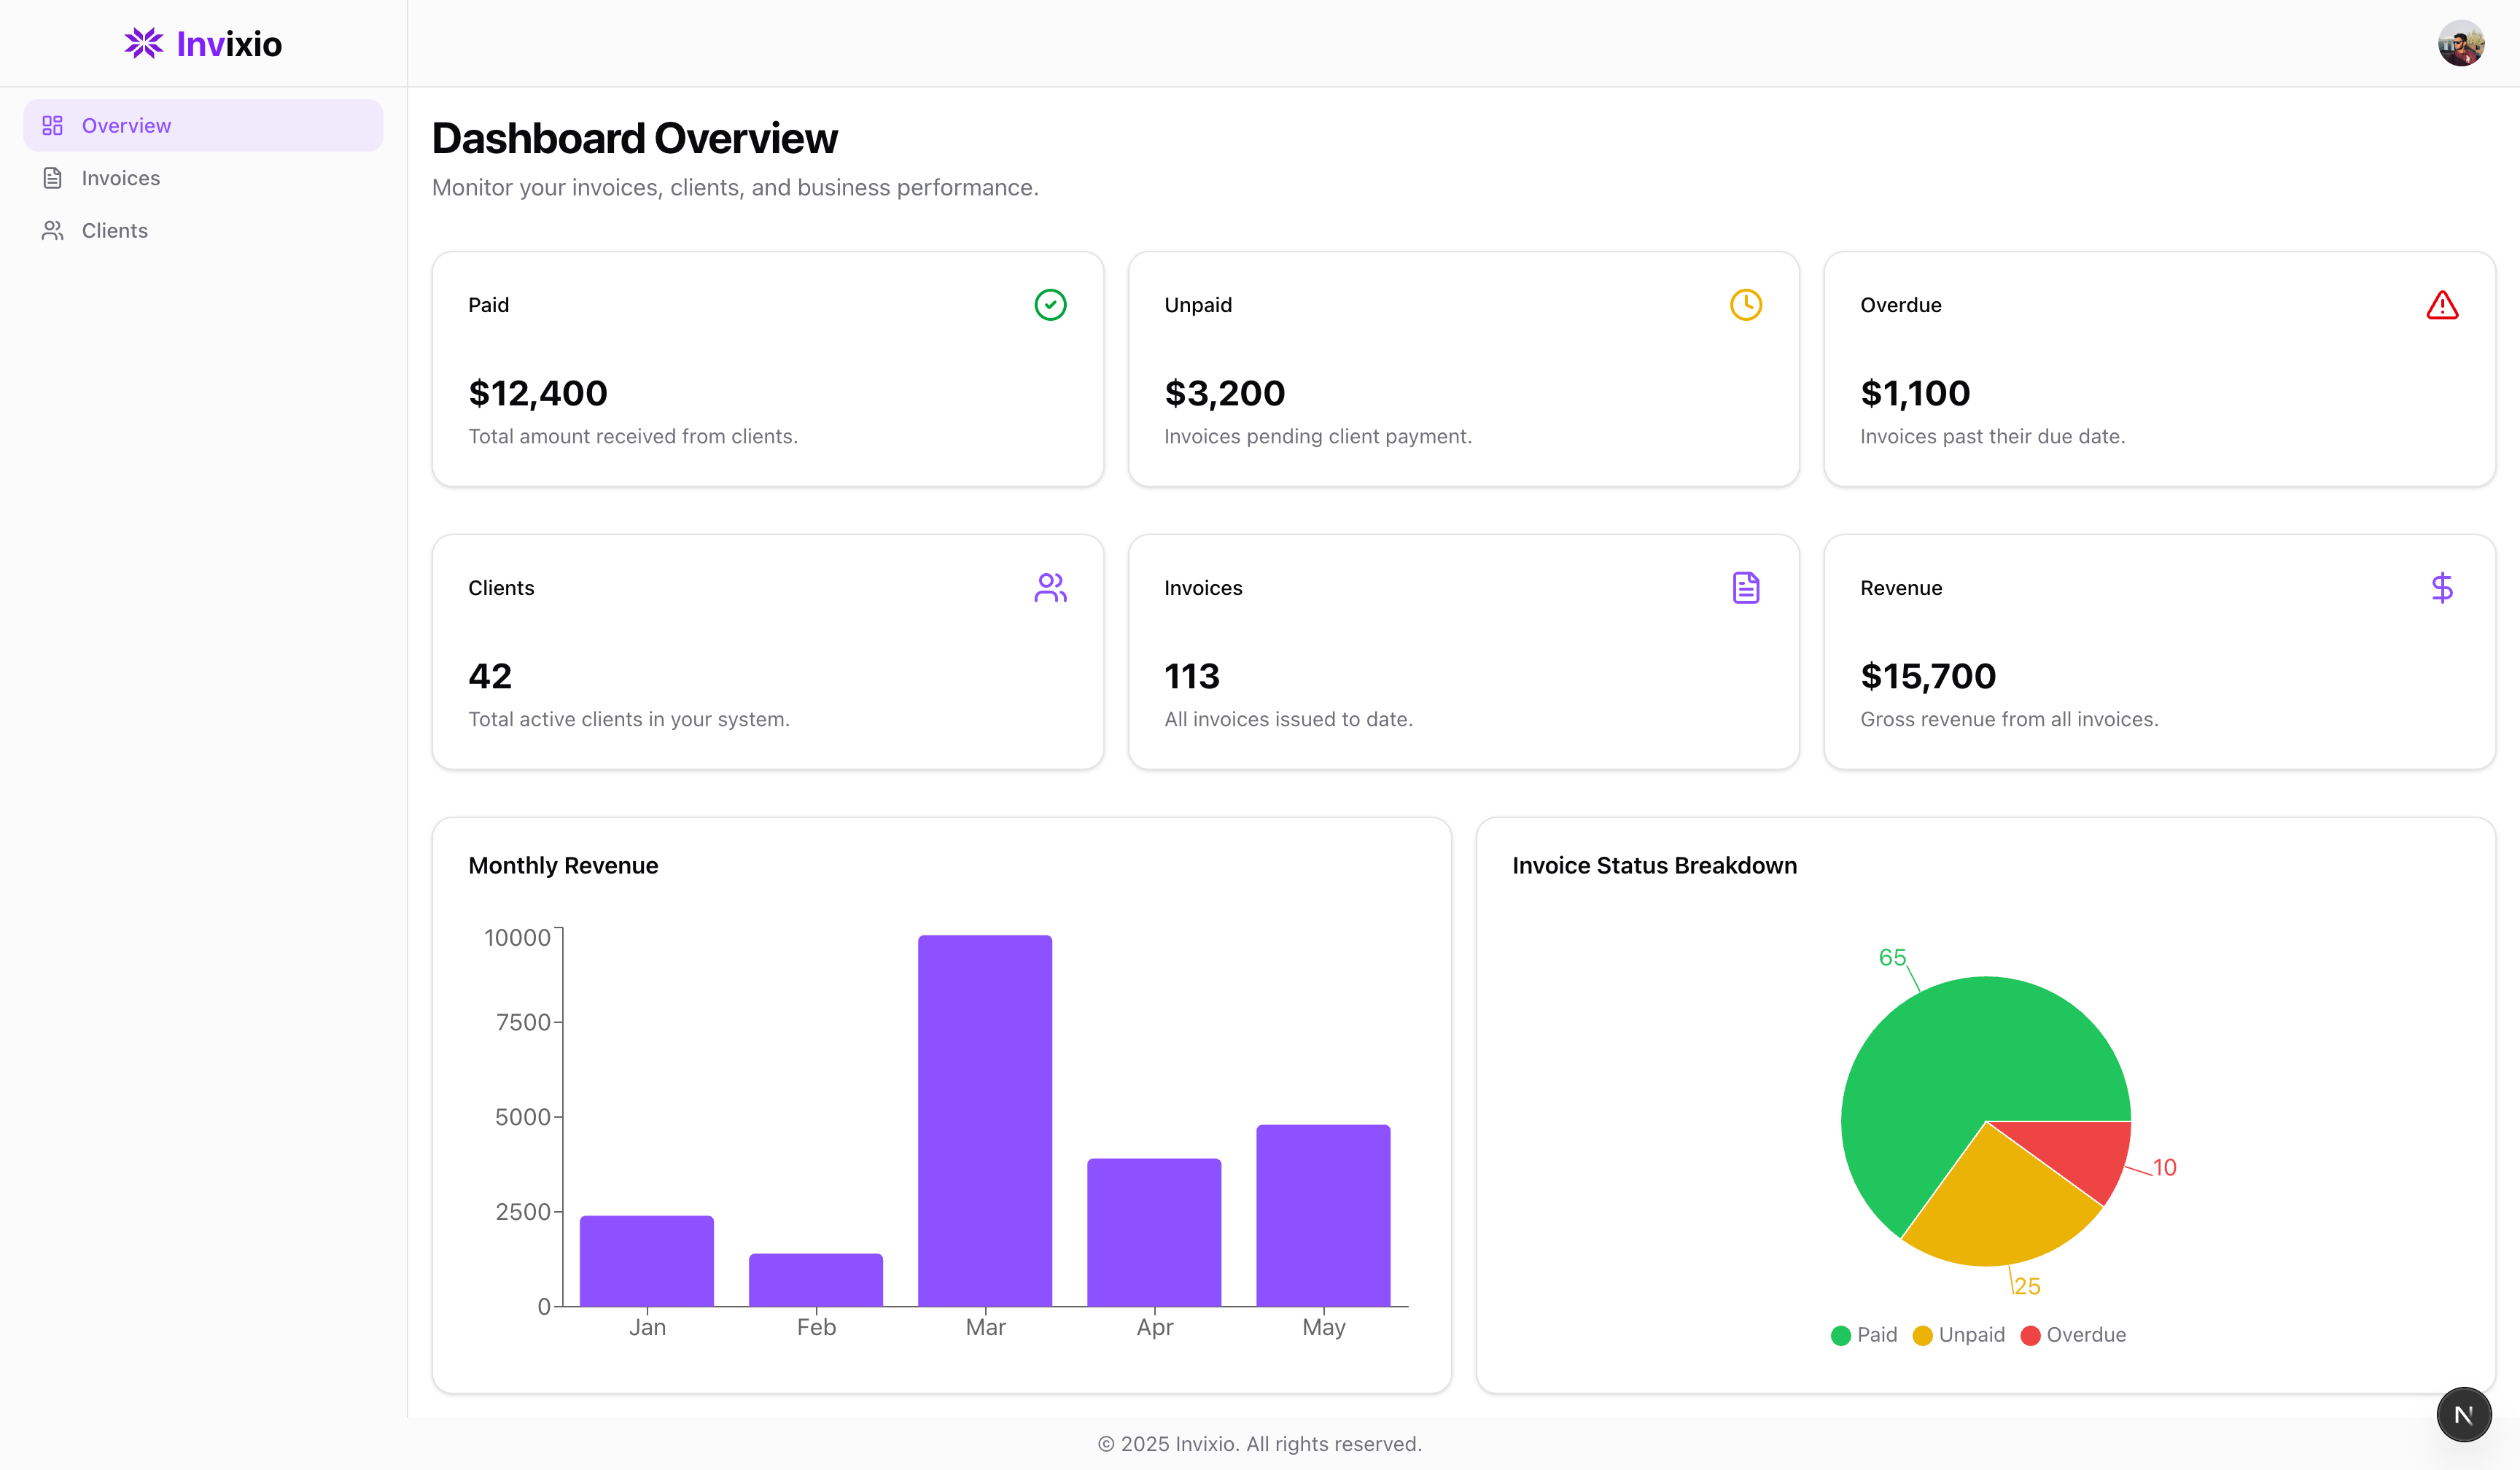 Invixio
Overview
Invoices
Clients
Dashboard Overview
Monitor your invoices, clients, and business performance.
Paid
$12,400
Total amount received from clients.
Unpaid
$3,200
Invoices pending client payment.
Overdue
$1,100
Invoices past their due date.
Clients
42
Total active clients in your system.
Invoices
113
All invoices issued to date.
Revenue
$15,700
Gross revenue from all invoices.
Monthly Revenue
10000
7500
5000
2500
0
Jan Feb Mar Apr May
Invoice Status Breakdown
65
10
25
Paid Unpaid Overdue
N
© 2025 Invixio. All rights reserved.